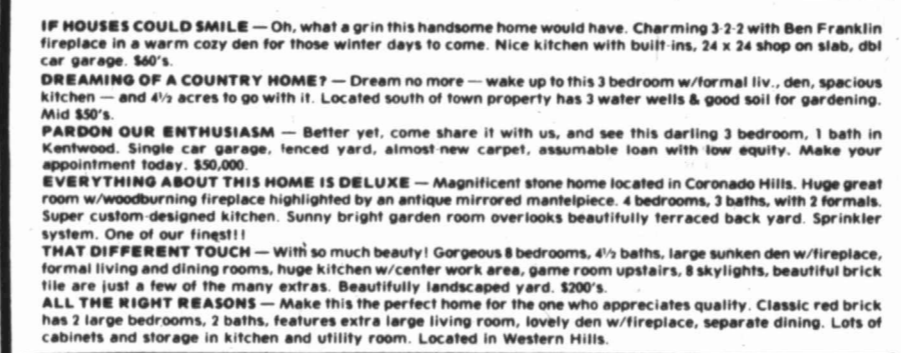 IF HOUSES COULD SMILE — Oh, what a grin this handsome home would have. Charming 3-2-2 with Ben Franklin
fireplace in a warm cozy den for those winter days to come. Nice kitchen with built-ins, 24 x 24 shop on slab, dbl
car garage. $60's.
DREAMING OF A COUNTRY HOME? — Dream no more — wake up to this 3 bedroom w/formal liv., den, spacious
kitchen — and 4½ acres to go with it. Located south of town property has 3 water wells & good soil for gardening.
Mid $50's.
PARDON OUR ENTHUSIASM — Better yet, come share it with us, and see this darling 3 bedroom, 1 bath in
Kentwood. Single car garage, fenced yard, almost-new carpet, assumable loan with low equity. Make your
appointment today. $50,000.
EVERYTHING ABOUT THIS HOME IS DELUXE — Magnificent stone home located in Coronado Hills. Huge great
room w/woodburning fireplace highlighted by an antique mirrored mantelpiece. 4 bedrooms, 3 baths, with 2 formals.
Super custom-designed kitchen. Sunny bright garden room overlooks beautifully terraced back yard. Sprinkler
system. One of our finest!!
THAT DIFFERENT TOUCH — With so much beauty! Gorgeous 8 bedrooms, 4½ baths, large sunken den w/fireplace,
formal living and dining rooms, huge kitchen w/center work area, game room upstairs, 8 skylights, beautiful brick
tile are just a few of the many extras. Beautifully landscaped yard. $200's.
ALL THE RIGHT REASONS — Make this the perfect home for the one who appreciates quality. Classic red brick
has 2 large bedrooms, 2 baths, features extra large living room, lovely den w/fireplace, separate dining. Lots of
cabinets and storage in kitchen and utility room. Located in Western Hills.